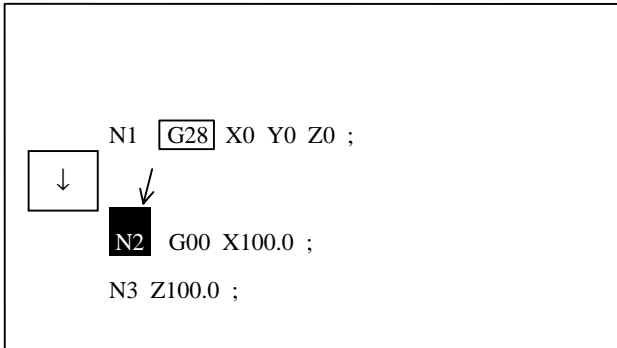 N1 G28 X0 Y0 Z0 ;
↓
N2 G00 X100.0 ;
N3 Z100.0 ;